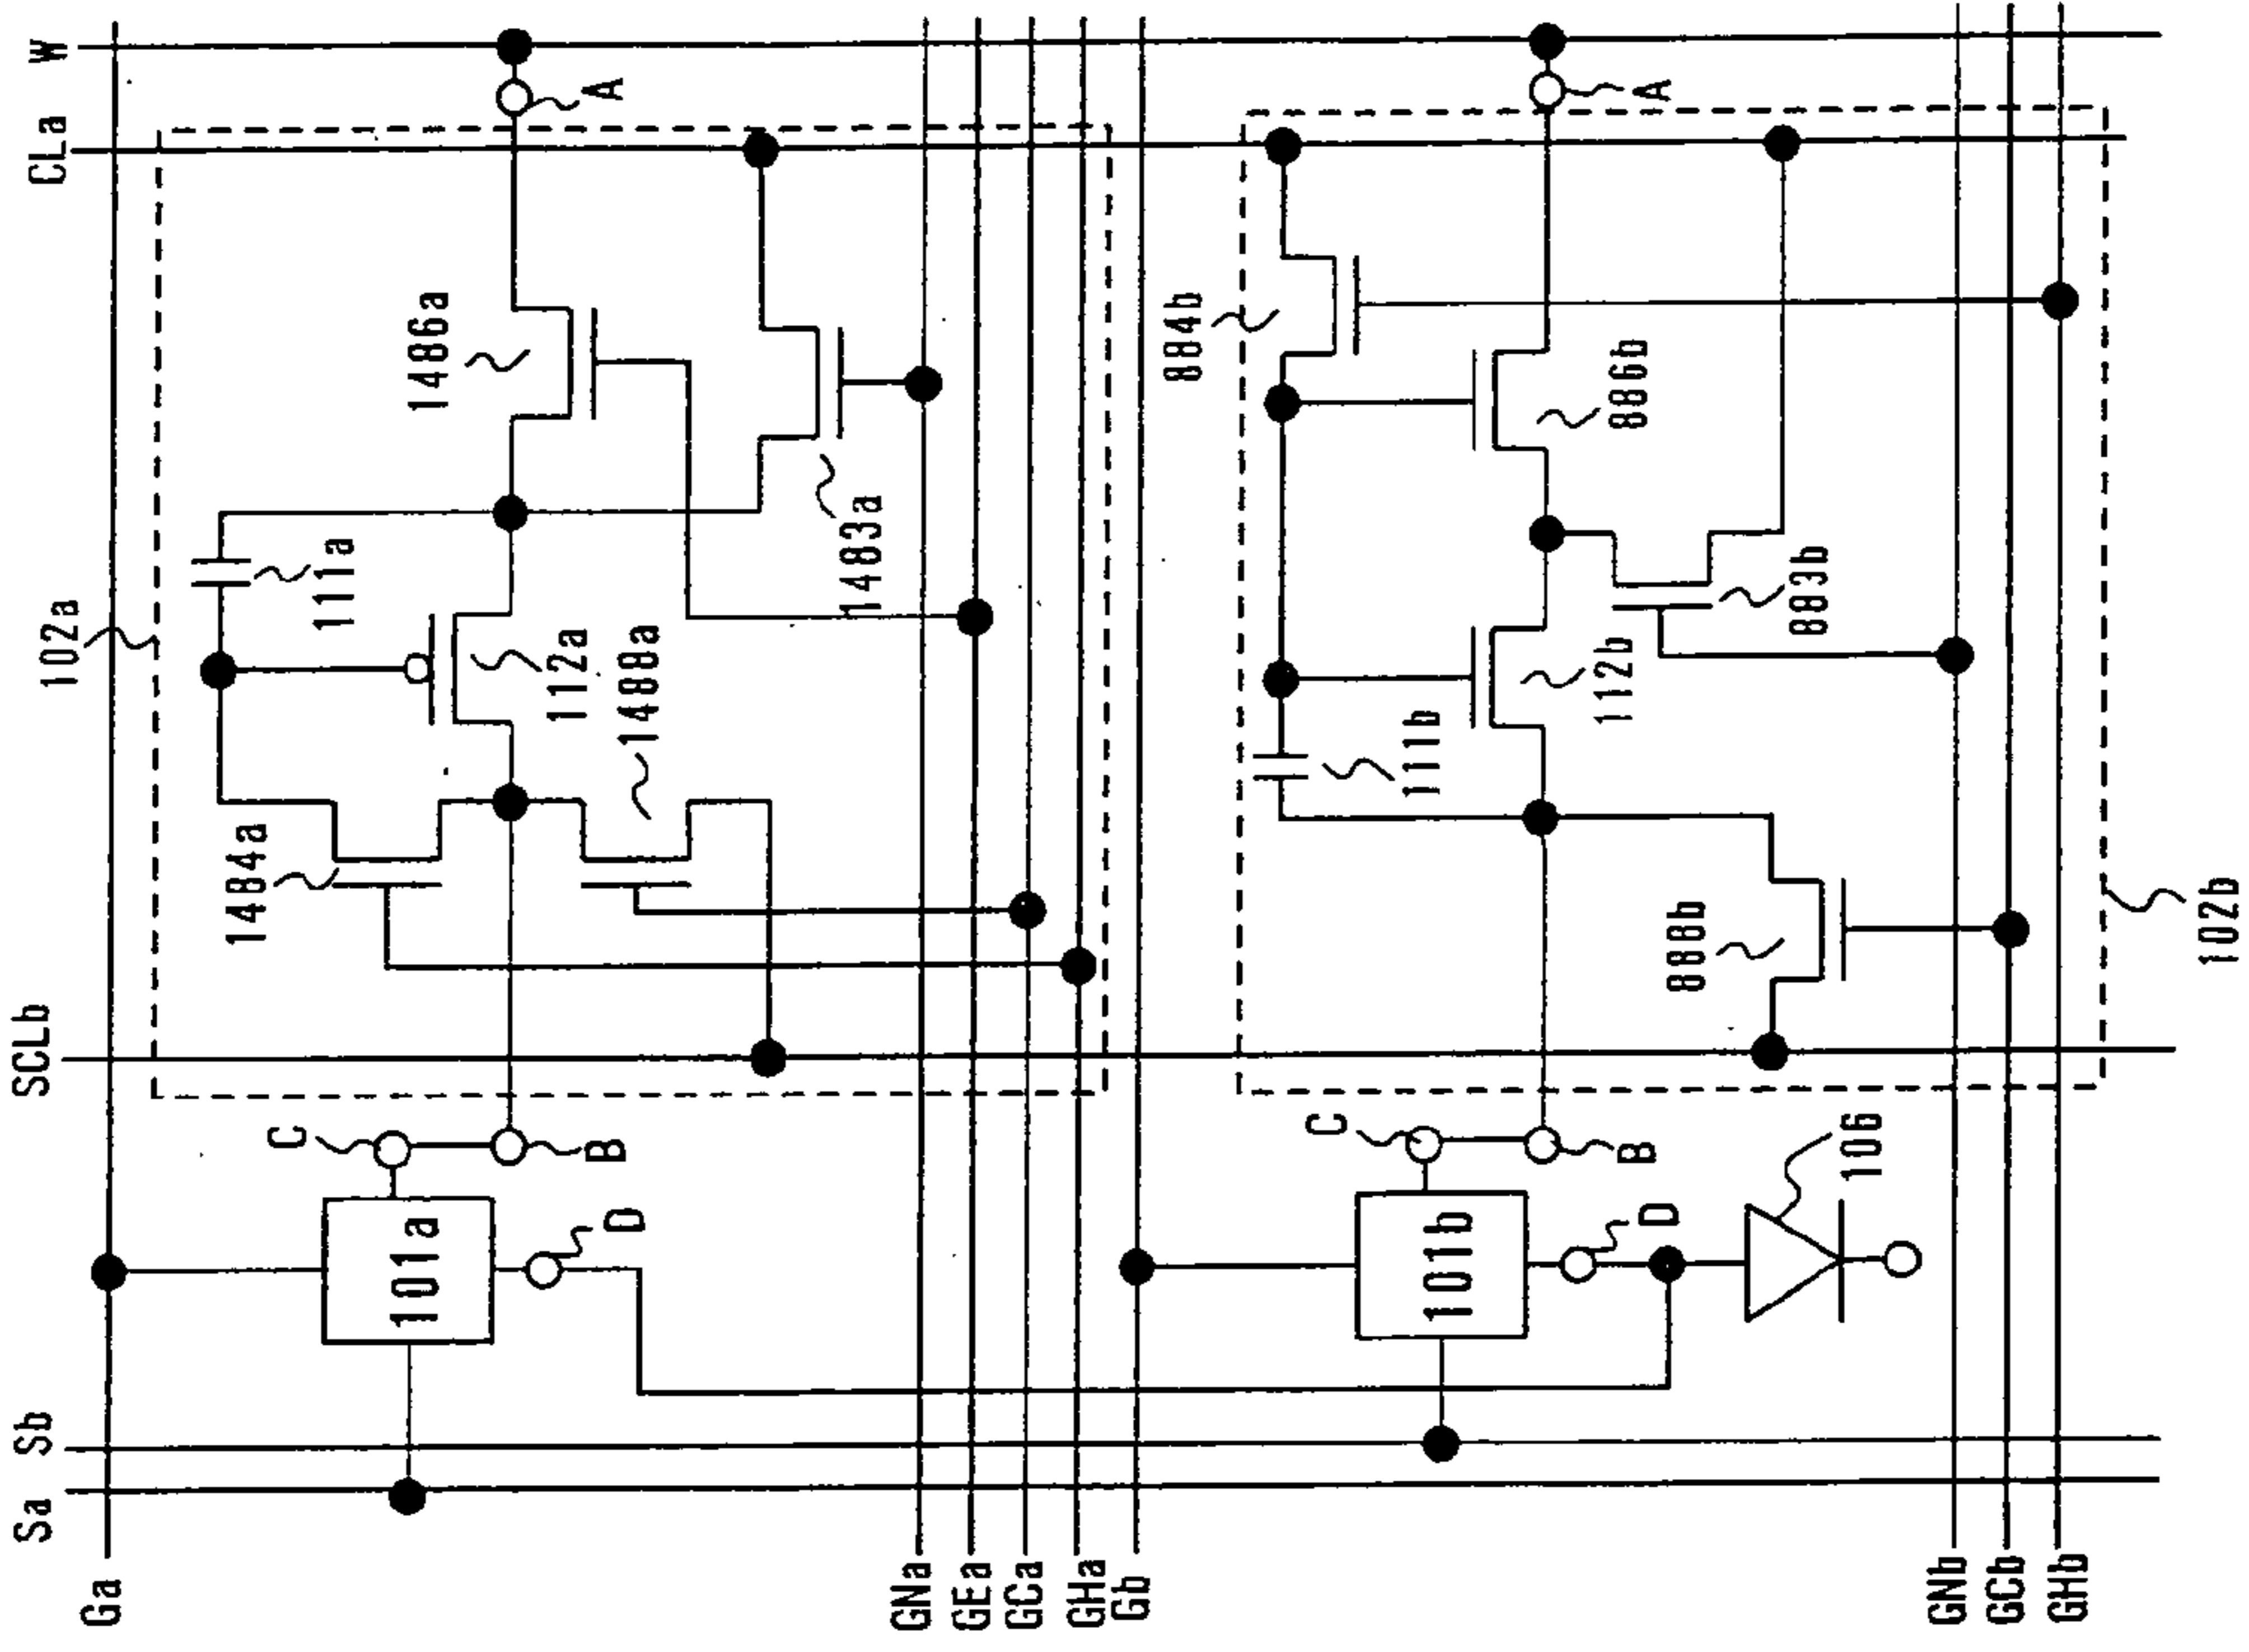 Sa
Sb
SCLb
CLa
W
Ga
GNa
GEa
GCa
GHa
Gb
GNb
GCb
GHb
102a
111a
112a
1484a
1488a
1486a
1483a
A
B
C
D
101a
884b
886b
883b
112b
111b
888b
102b
A
B
C
D
101b
106